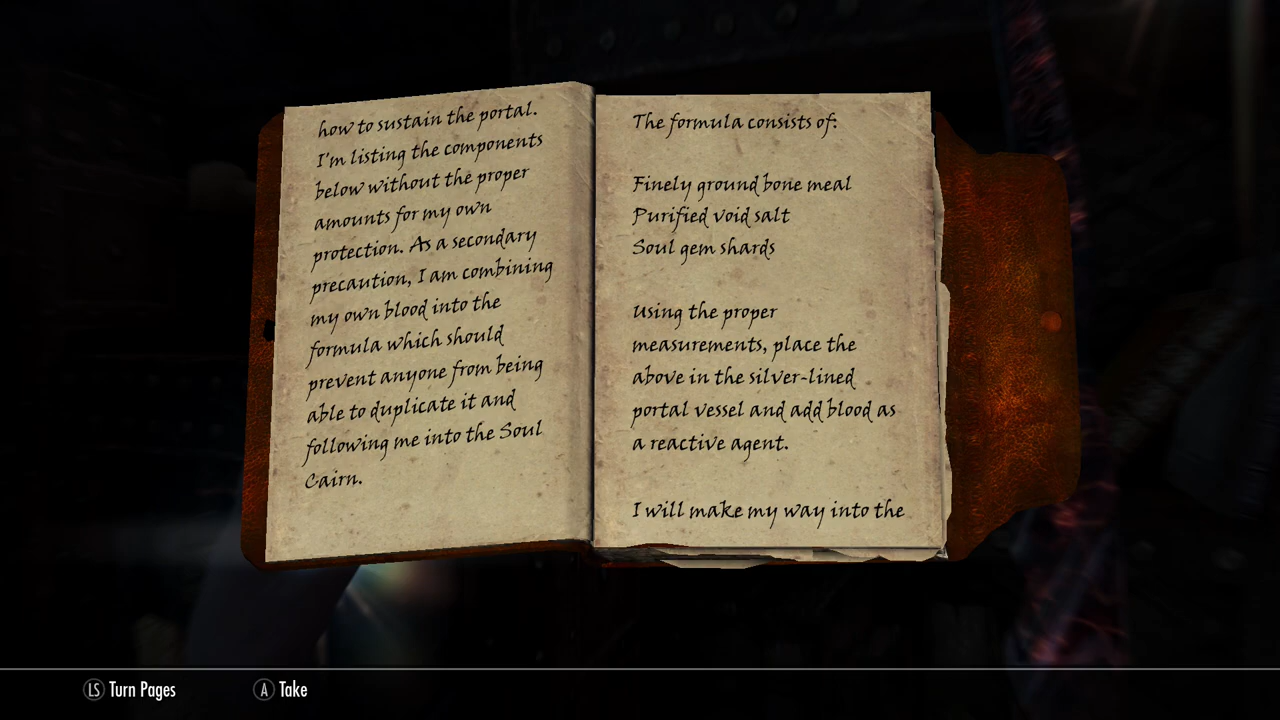 how to sustain the portal.
I'm listing the components
below without the proper
amounts for my own
protection. As a secondary
precaution, I am combining
my own blood into the
formula which should
prevent anyone from being
able to duplicate it and
following me into the Soul
Cairn.
The formula consists of:
Finely ground bone meal
Purified void salt
Soul gem shards
Using the proper
measurements, place the
above in the silver-lined
portal vessel and add blood as
a reactive agent.
I will make my way into the
LS Turn Pages
A Take